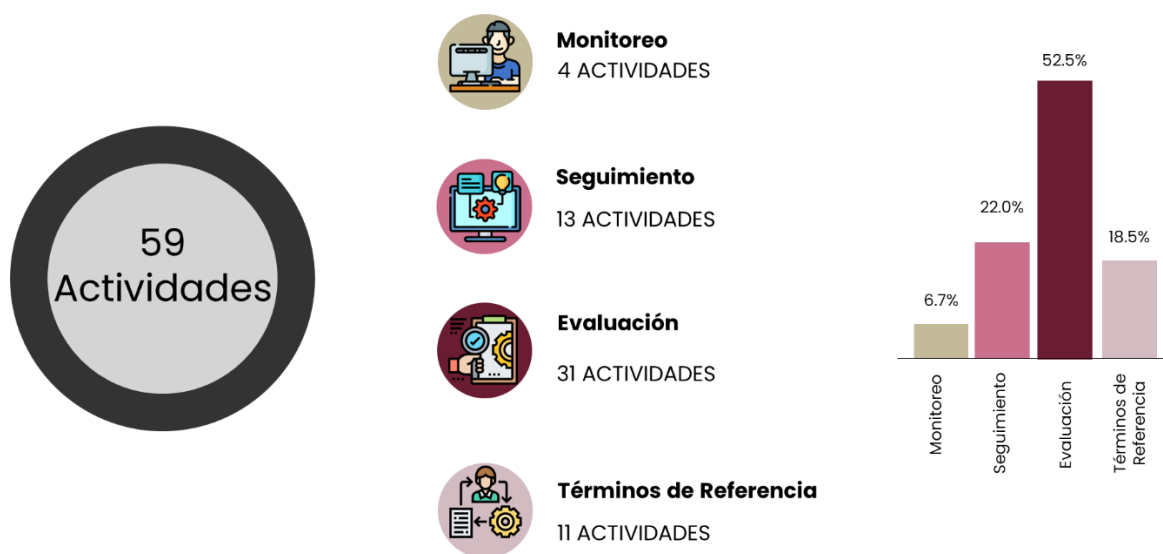 59
Actividades
Monitoreo
4 ACTIVIDADES
Seguimiento
13 ACTIVIDADES
Evaluación
31 ACTIVIDADES
Términos de Referencia
11 ACTIVIDADES
52.5%
22.0%
18.5%
6.7%
Monitoreo
Seguimiento
Evaluación
Términos de
Referencia